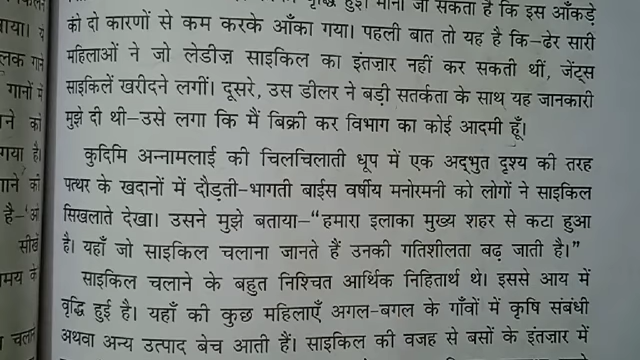 वृद्धि हुई। माना जा सकता है कि इस आँकड़े
को दो कारणों से कम करके आँका गया। पहली बात तो यह है कि-ढेर सारी
महिलाओं ने जो लेडीज़ साइकिल का इंतज़ार नहीं कर सकती थीं, जेंट्स
साइकिलें खरीदने लगीं। दूसरे, उस डीलर ने बड़ी सतर्कता के साथ यह जानकारी
मुझे दी थी-उसे लगा कि मैं बिक्री कर विभाग का कोई आदमी हूँ।
कुदिमि अन्नामलाई की चिलचिलाती धूप में एक अद्भुत दृश्य की तरह
पत्थर के खदानों में दौड़ती-भागती बाईस वर्षीय मनोरमनी को लोगों ने साइकिल
सिखलाते देखा। उसने मुझे बताया-“हमारा इलाका मुख्य शहर से कटा हुआ
है। यहाँ जो साइकिल चलाना जानते हैं उनकी गतिशीलता बढ़ जाती है।”
साइकिल चलाने के बहुत निश्चित आर्थिक निहितार्थ थे। इससे आय में
वृद्धि हुई है। यहाँ की कुछ महिलाएँ अगल-बगल के गाँवों में कृषि संबंधी
अथवा अन्य उत्पाद बेच आती हैं। साइकिल की वजह से बसों के इंतज़ार में